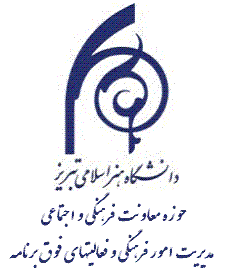 دانشگاه هنر اسلامی تبریز
حوزه معاونت فرهنگی و اجتماعی
مدیریت امور فرهنگی و فعالیتهای فوق برنامه